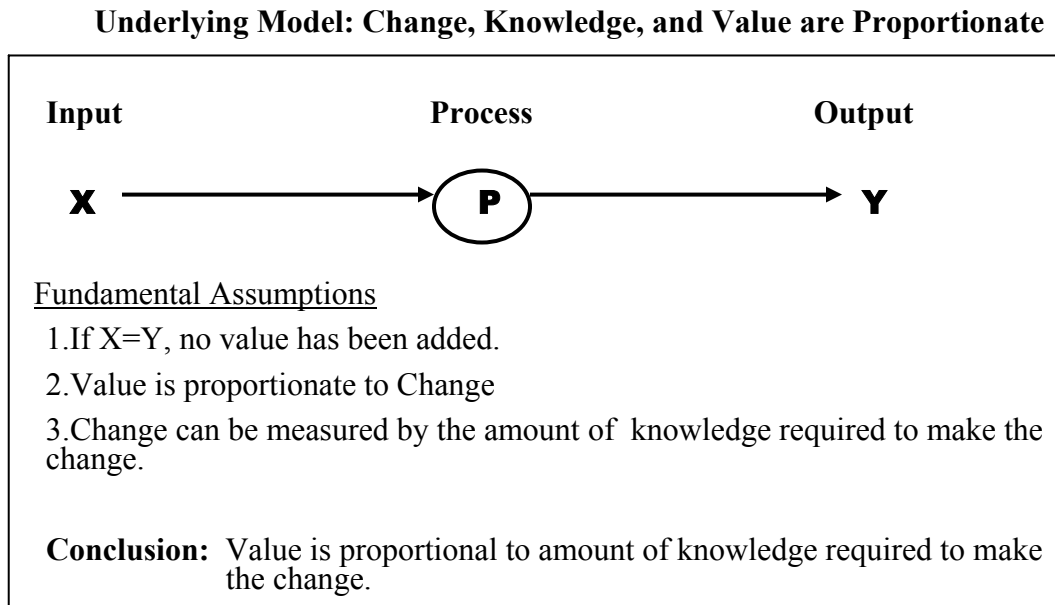 Underlying Model: Change, Knowledge, and Value are Proportionate
Input Process Output
X P Y
Fundamental Assumptions
1.If X=Y, no value has been added.
2.Value is proportionate to Change
3.Change can be measured by the amount of knowledge required to make the
change.
Conclusion: Value is proportional to amount of knowledge required to make
the change.